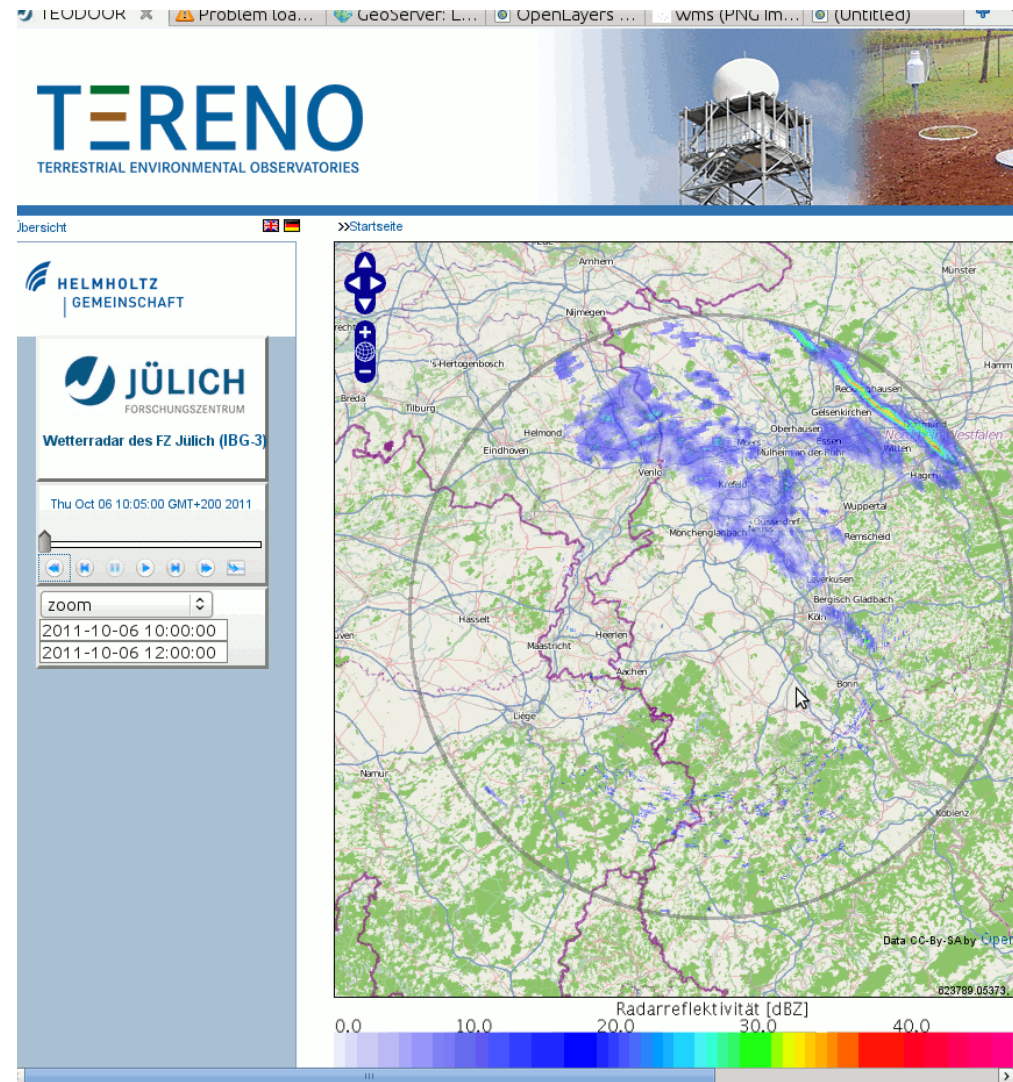 TEODOOR Problem loa... GeoServer: L... OpenLayers ... wms (PNG Im... (Untitled)
TERENO
TERRESTRIAL ENVIRONMENTAL OBSERVATORIES
Übersicht
>>Startseite
HELMHOLTZ
GEMEINSCHAFT
JÜLICH
FORSCHUNGSZENTRUM
Wetterradar des FZ Jülich (IBG-3)
Thu Oct 06 10:05:00 GMT+200 2011
zoom
2011-10-06 10:00:00
2011-10-06 12:00:00
Arnhem
Münster
Nijmegen
's-Hertogenbosch
Hamm
Recklinghausen
Breda
Tilburg
Gelsenkirchen
Oberhausen
Dortmund
Helmond
Nordrhein-Westfalen
Moers
Essen
Eindhoven
Mülheim an der Ruhr
Witten
Venlo
Hagen
Krefeld
Wuppertal
Düsseldorf
Mönchengladbach
Neuss
Remscheid
Leverkusen
Bergisch Gladbach
Hasselt
Köln
Heerlen
Maastricht
Aachen
Bonn
Liège
Namur
Koblenz
Data CC-By-SA by Open
623789.05373,
Radarreflektivität [dBZ]
0.0 10.0 20.0 30.0 40.0